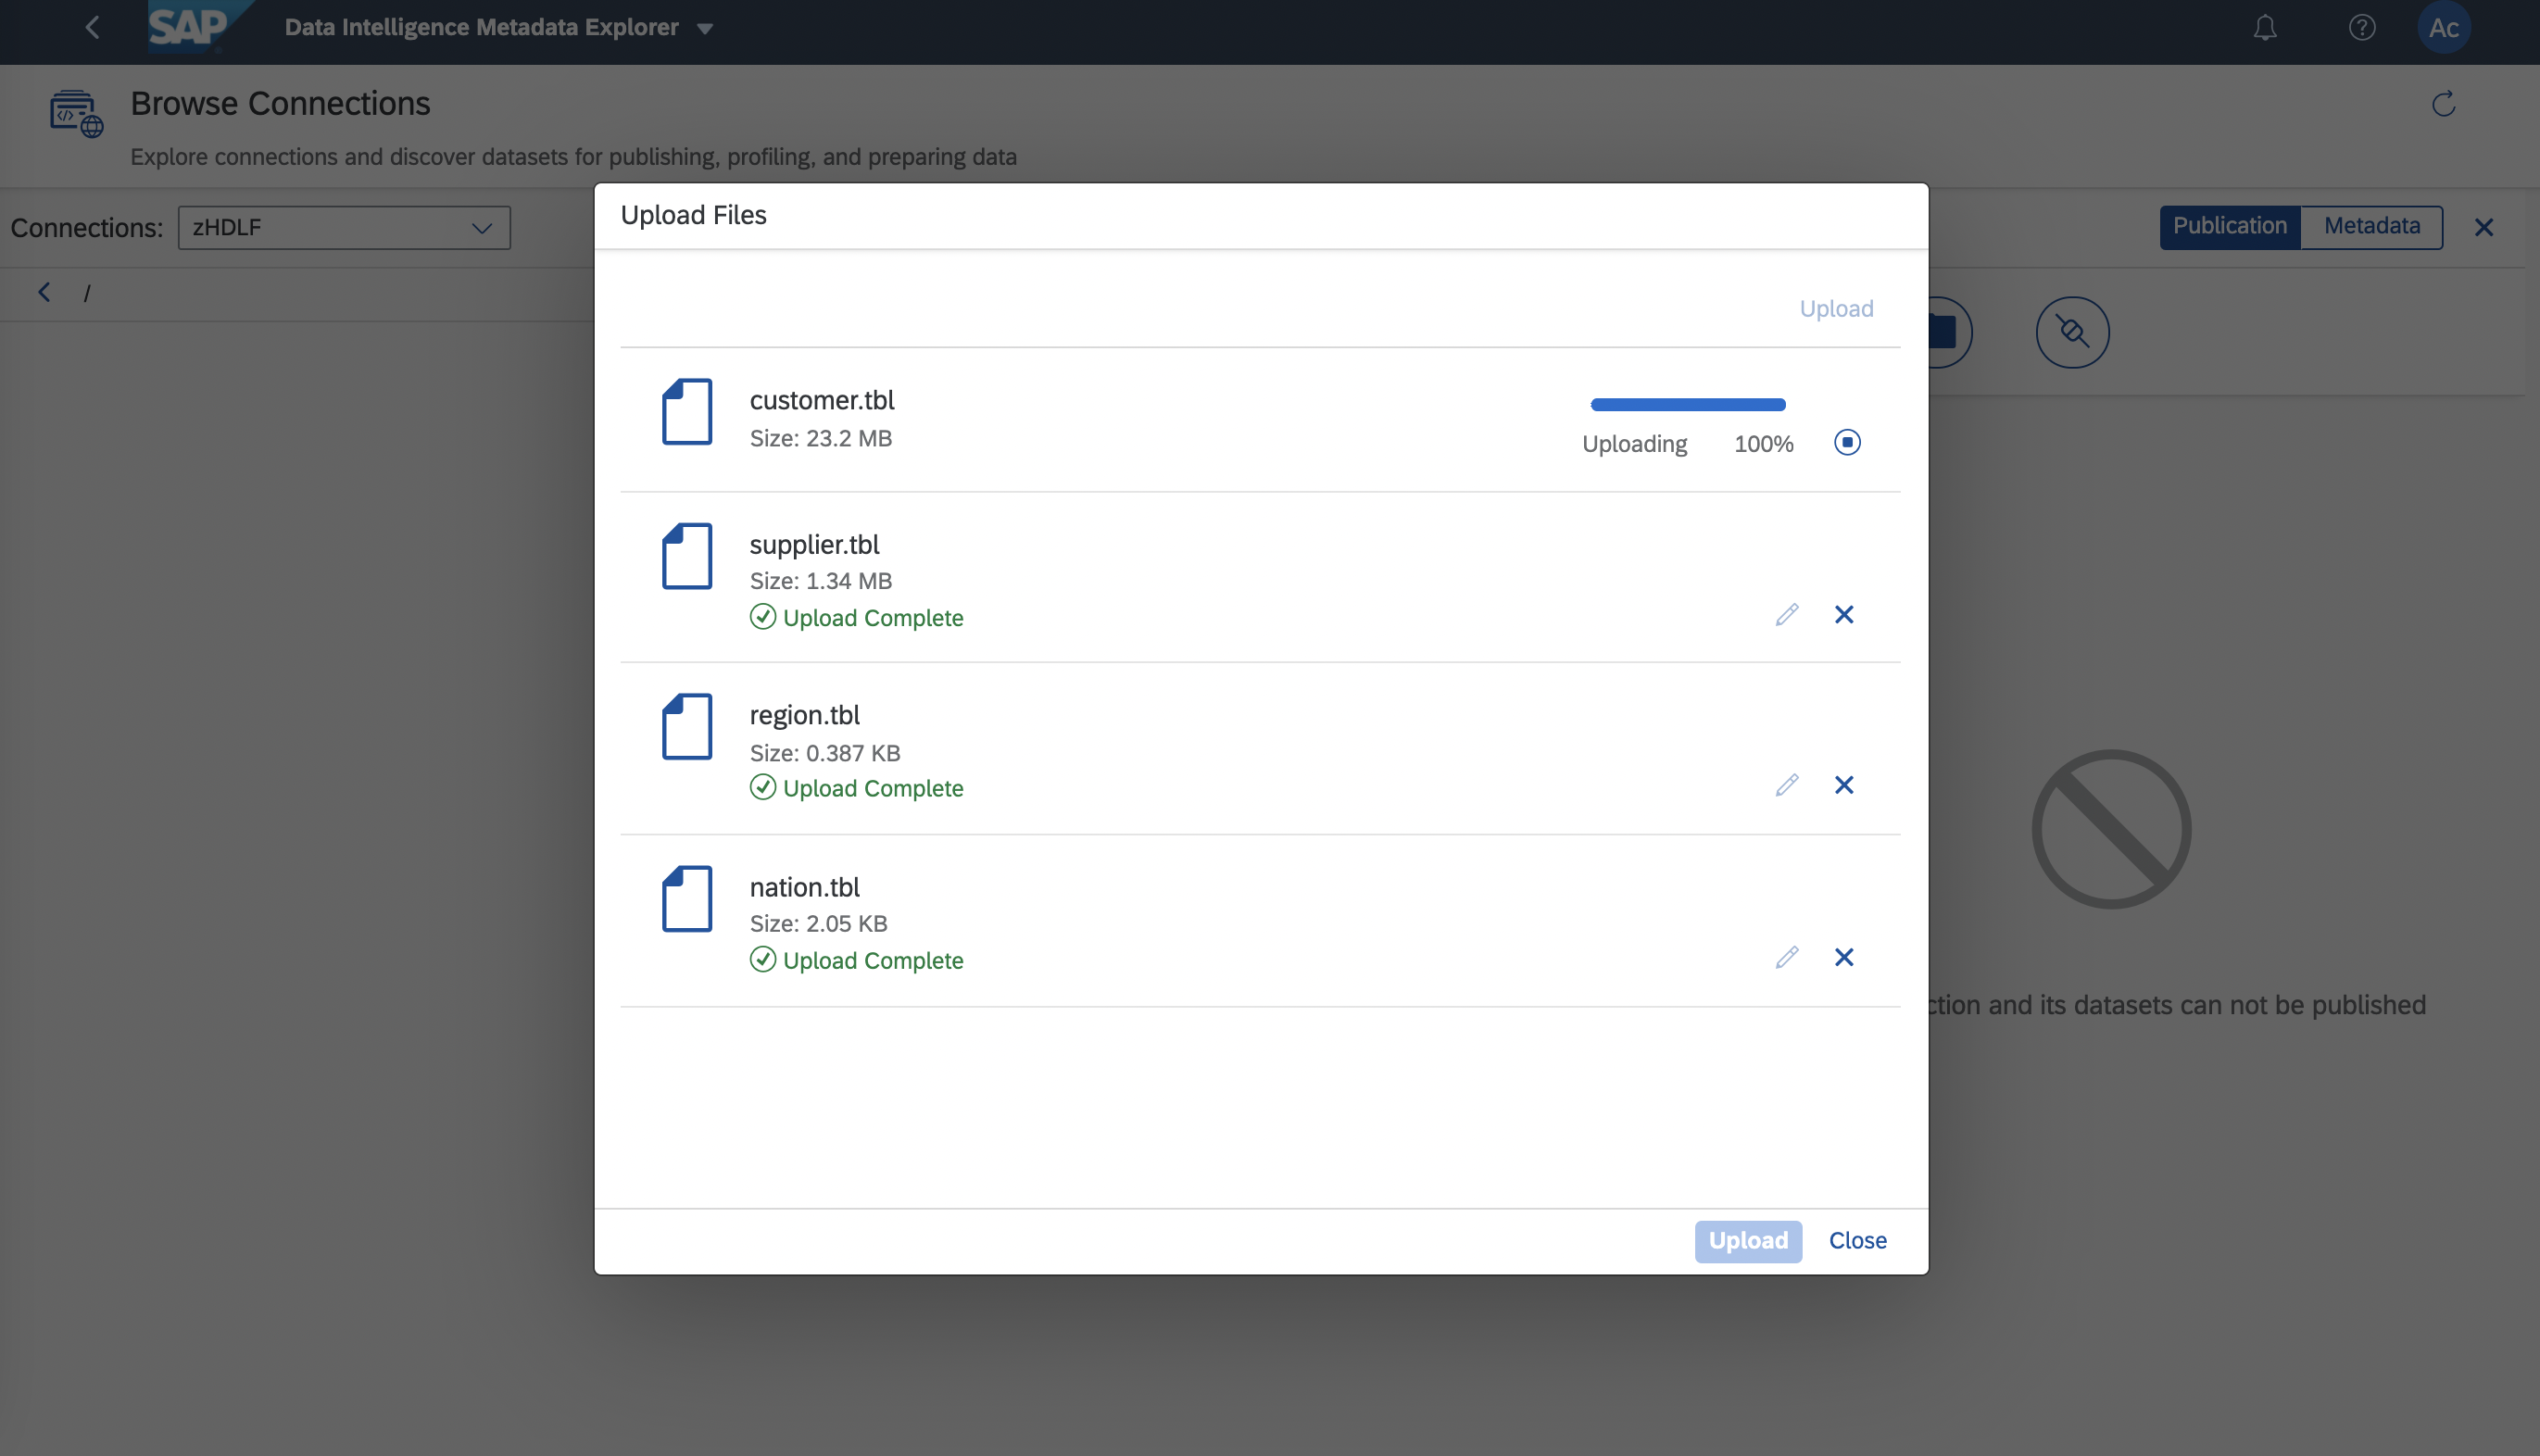 SAP
Data Intelligence Metadata Explorer
Ac
Browse Connections
Explore connections and discover datasets for publishing, profiling, and preparing data
Connections: zHDLF
Publication Metadata
/
Upload Files
Upload
customer.tbl
Size: 23.2 MB
Uploading 100%
supplier.tbl
Size: 1.34 MB
Upload Complete
region.tbl
Size: 0.387 KB
Upload Complete
nation.tbl
Size: 2.05 KB
Upload Complete
and its datasets can not be published
Upload Close